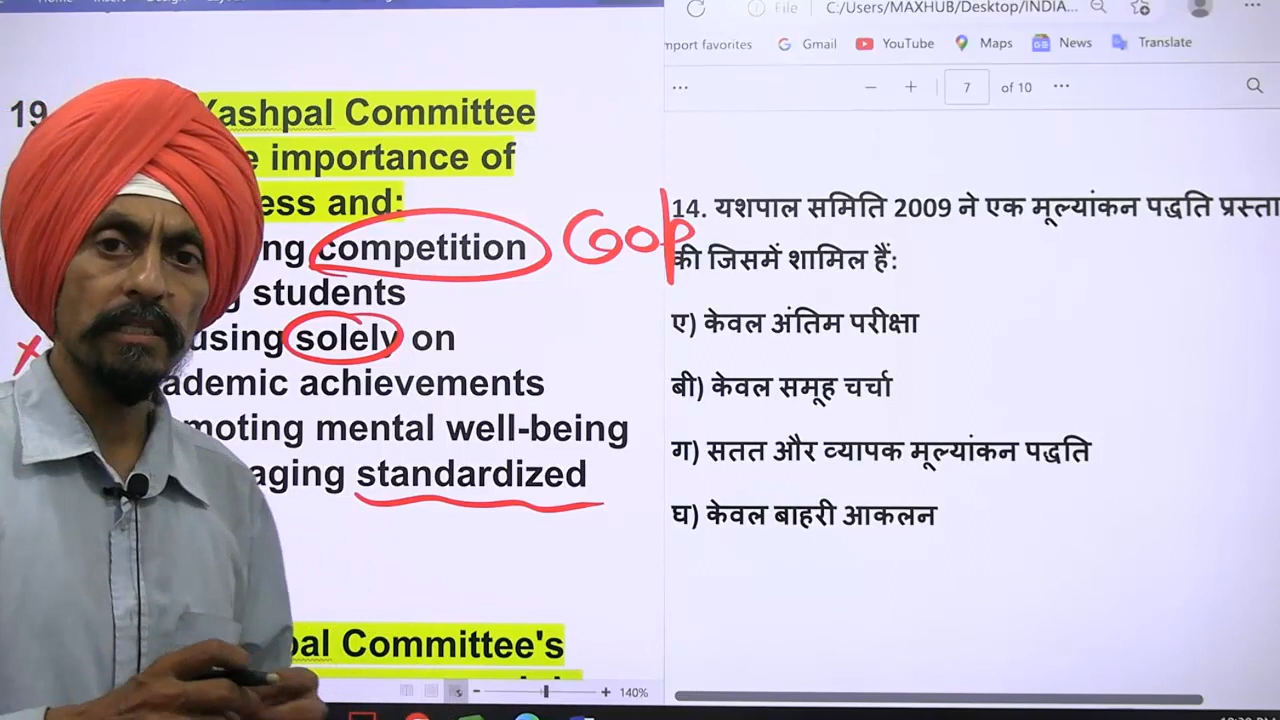 File
C:/Users/MAXHUB/Desktop/INDIA...
mport favorites
Gmail
YouTube
Maps
News
Translate
7 of 10
19
Yashpal Committee
e importance of
ess and:
ng competition Gop
g students
using solely on
ademic achievements
moting mental well-being
aging standardized
pal Committee's
140%
14. यशपाल समिति 2009 ने एक मूल्यांकन पद्धति प्रस्ता
की जिसमें शामिल हैं:
ए) केवल अंतिम परीक्षा
बी) केवल समूह चर्चा
ग) सतत और व्यापक मूल्यांकन पद्धति
घ) केवल बाहरी आकलन